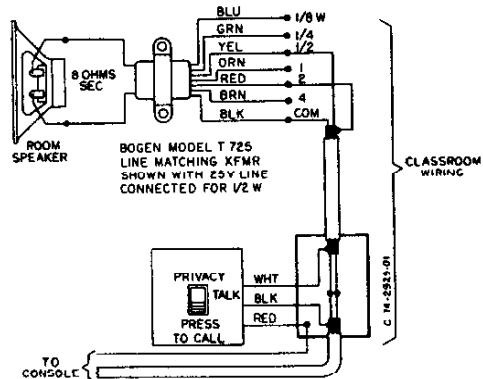 BLU 1/8 W
GRN 1/4
YEL 1/2
ORN 1
RED 2
BRN 4
BLK COM
8 OHMS
SEC
ROOM
SPEAKER
BOGEN MODEL T 725
LINE MATCHING XFMR
SHOWN WITH 25V LINE
CONNECTED FOR 1/2 W
CLASSROOM
WIRING
PRIVACY
TALK
PRESS
TO CALL
WHT
BLK
RED
C 74-2925-01
TO
CONSOLE